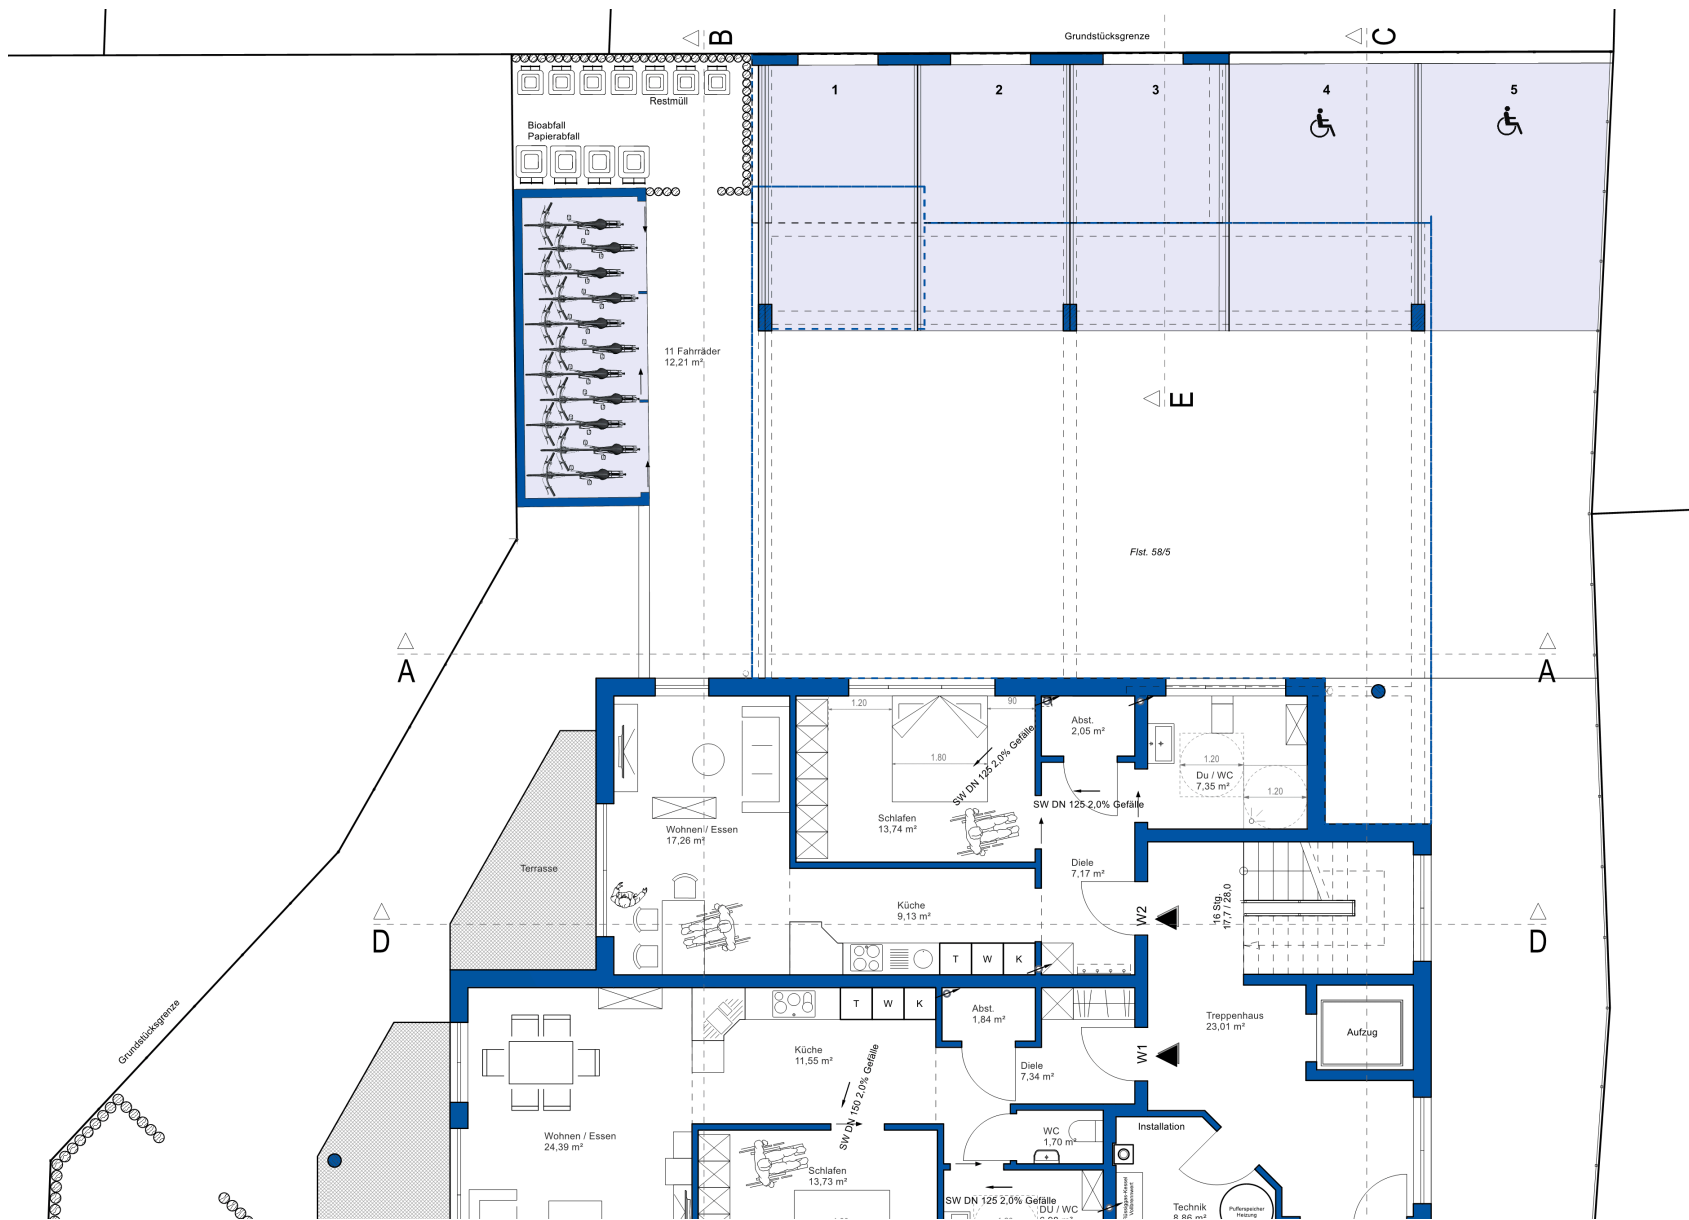 B
Grundstücksgrenze
C
1
2
3
4
5
Restmüll
Bioabfall
Papierabfall
11 Fahrräder
12,21 m²
E
Flst. 58/5
A
A
1.20
90
Abst.
2,05 m²
SW DN 125 2,0% Gefälle
1.80
1.20
Du / WC
7,35 m²
1.20
SW DN 125 2,0% Gefälle
Schlafen
13,74 m²
Wohnen / Essen
17,26 m²
Terrasse
Diele
7,17 m²
Küche
9,13 m²
16 Stg.
17,7 / 28,0
W2
D
D
T
W
K
T
W
K
Abst.
1,84 m²
Treppenhaus
23,01 m²
Aufzug
Grundstücksgrenze
Küche
11,55 m²
Diele
7,34 m²
W1
SW DN 150 2,0% Gefälle
Wohnen / Essen
24,39 m²
WC
1,70 m²
Installation
Schlafen
13,73 m²
SW DN 125 2,0% Gefälle
DU / WC
Technik
8,86 m²
Pufferspeicher
Heizung